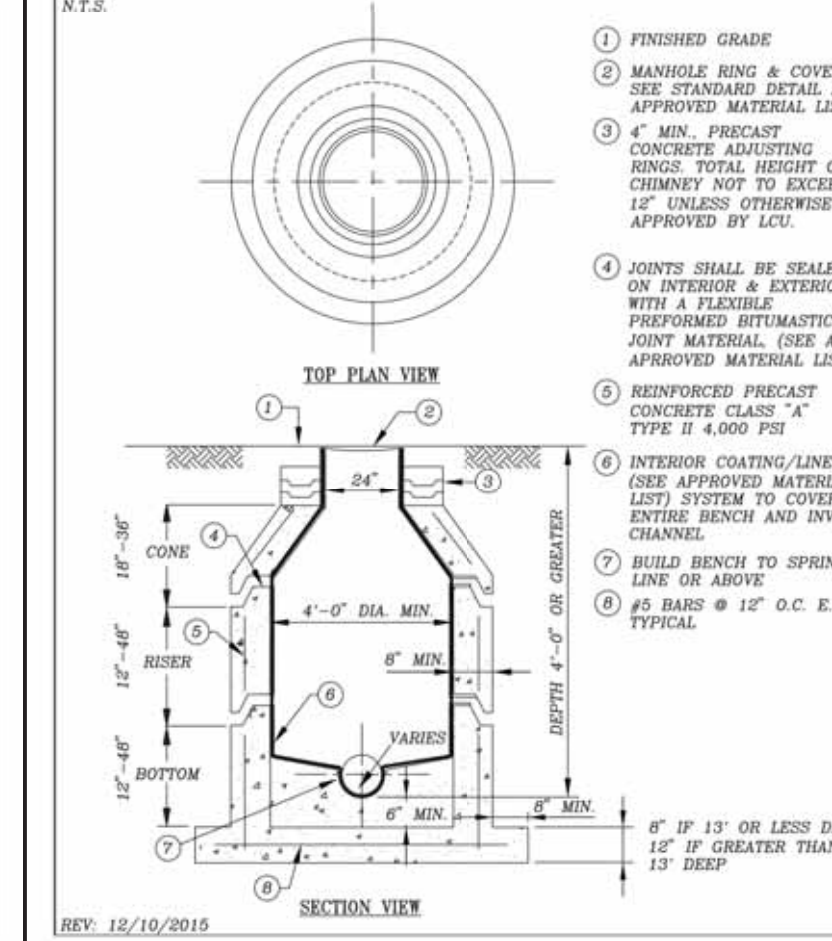 N.T.S.
TOP PLAN VIEW
1 FINISHED GRADE
2 MANHOLE RING & COVE
SEE STANDARD DETAIL
APPROVED MATERIAL LIS
3 4" MIN., PRECAST
CONCRETE ADJUSTING
RINGS. TOTAL HEIGHT O
CHIMNEY NOT TO EXCEE
12" UNLESS OTHERWISE
APPROVED BY LCU.
4 JOINTS SHALL BE SEALE
ON INTERIOR & EXTERIO
WITH A FLEXIBLE
PREFORMED BITUMASTIC
JOINT MATERIAL, (SEE A
APRROVED MATERIAL LIS
5 REINFORCED PRECAST
CONCRETE CLASS "A"
TYPE II 4,000 PSI
6 INTERIOR COATING/LINE
(SEE APPROVED MATERI
LIST) SYSTEM TO COVER
ENTIRE BENCH AND INV
CHANNEL
7 BUILD BENCH TO SPRIN
LINE OR ABOVE
8 #5 BARS @ 12" O.C. E.
TYPICAL
1
2
24"
3
18"-36"
CONE
4
DEPTH 4'-0" OR GREATER
4'-0" DIA. MIN.
5
12"-48"
RISER
8" MIN.
6
VARIES
12"-48"
BOTTOM
6" MIN.
8" MIN.
7
8" IF 13' OR LESS D
12" IF GREATER THAN
13' DEEP
8
SECTION VIEW
REV: 12/10/2015